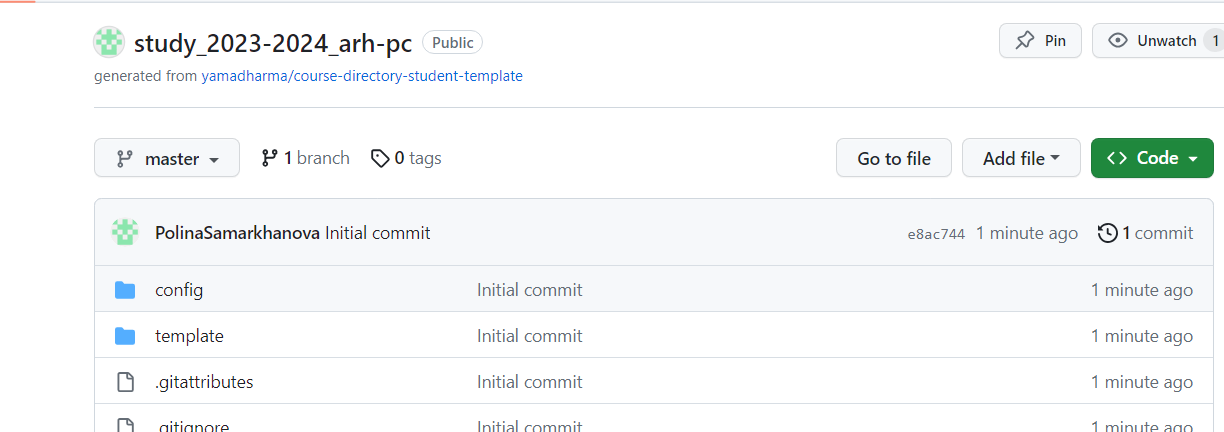 study_2023-2024_arh-pc Public Pin Unwatch 1
generated from yamadharma/course-directory-student-template
master 1 branch 0 tags Go to file Add file <> Code
PolinaSamarkhanova Initial commit e8ac744 1 minute ago 1 commit
config Initial commit 1 minute ago
template Initial commit 1 minute ago
.gitattributes Initial commit 1 minute ago
.gitignore Initial commit 1 minute ago